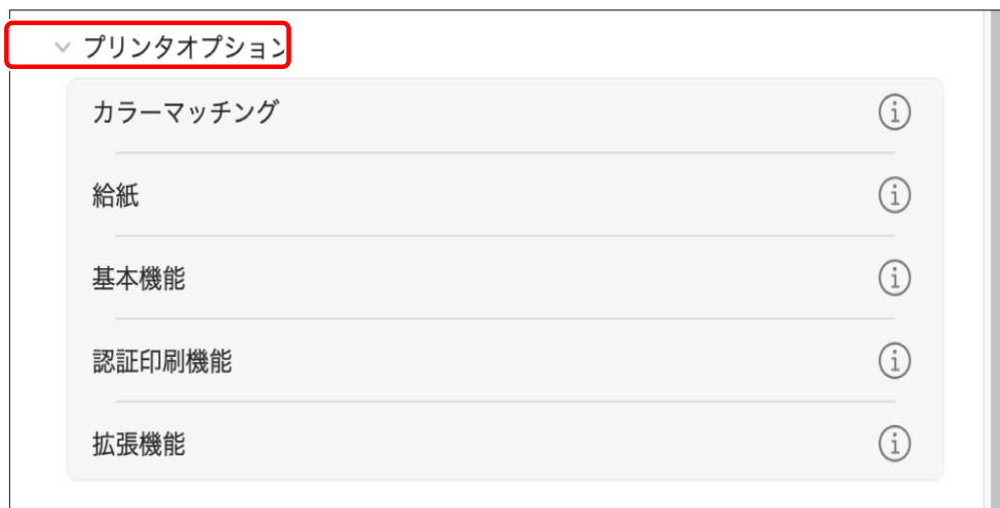 プリンタオプション
カラーマッチング
給紙
基本機能
認証印刷機能
拡張機能